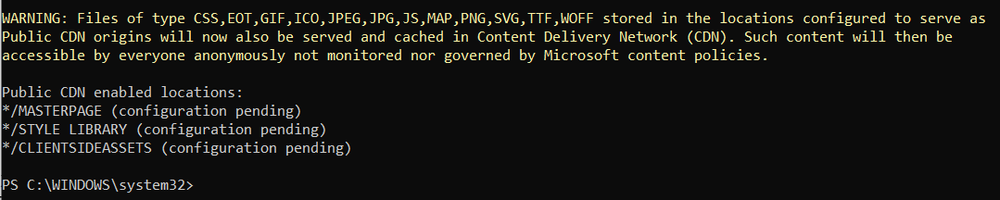 WARNING: Files of type CSS,EOT,GIF,ICO,JPEG,JPG,JS,MAP,PNG,SVG,TTF,WOFF stored in the locations configured to serve as
Public CDN origins will now also be served and cached in Content Delivery Network (CDN). Such content will then be
accessible by everyone anonymously not monitored nor governed by Microsoft content policies.
Public CDN enabled locations:
*/MASTERPAGE (configuration pending)
*/STYLE LIBRARY (configuration pending)
*/CLIENTSIDEASSETS (configuration pending)
PS C:\WINDOWS\system32>